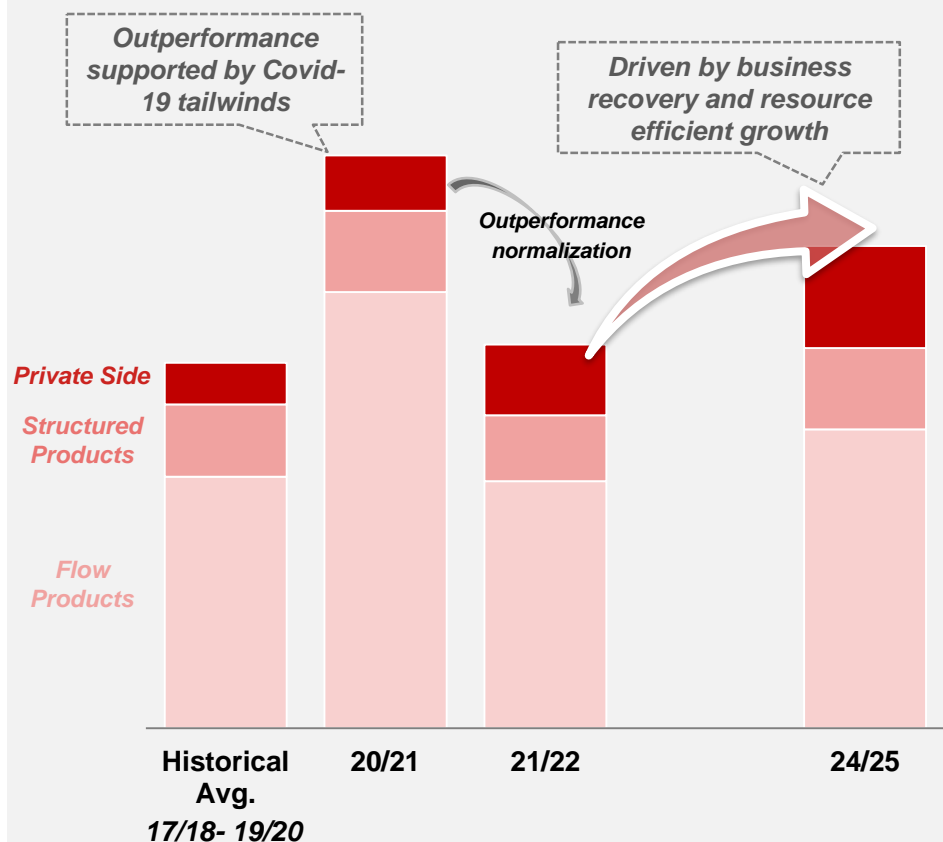 Outperformance
supported by Covid-
19 tailwinds
Driven by business
recovery and resource
efficient growth
Outperformance
normalization
Private Side
Structured
Products
Flow
Products
Historical
Avg.
17/18- 19/20
20/21
21/22
24/25